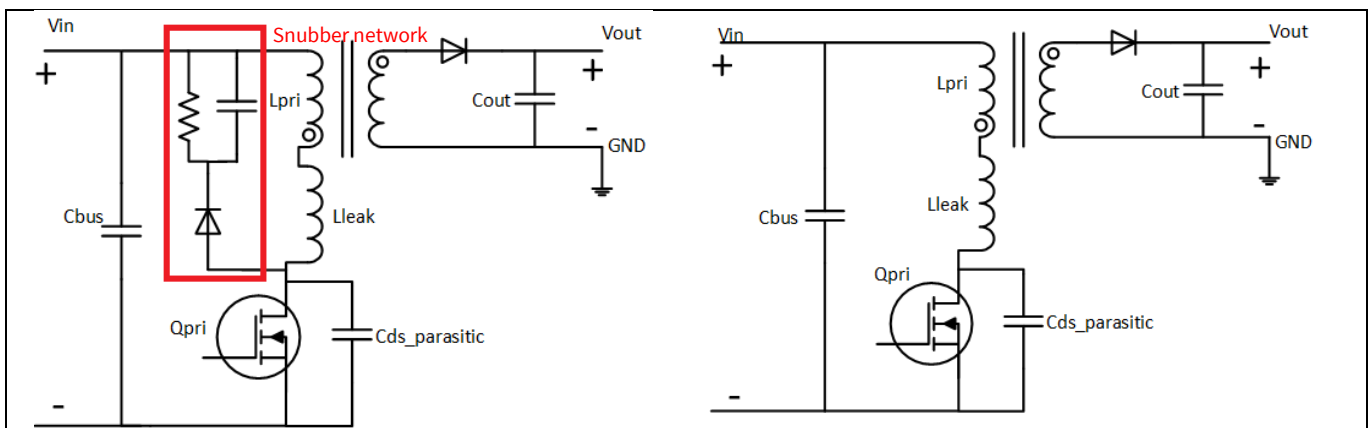 Vin
Snubber network
Vout
+
+
Lpri
Cout
-
GND
Cbus
Lleak
Qpri
Cds_parasitic
-
Vin
Vout
+
+
Lpri
Cout
-
GND
Lleak
Cbus
Qpri
Cds_parasitic
-